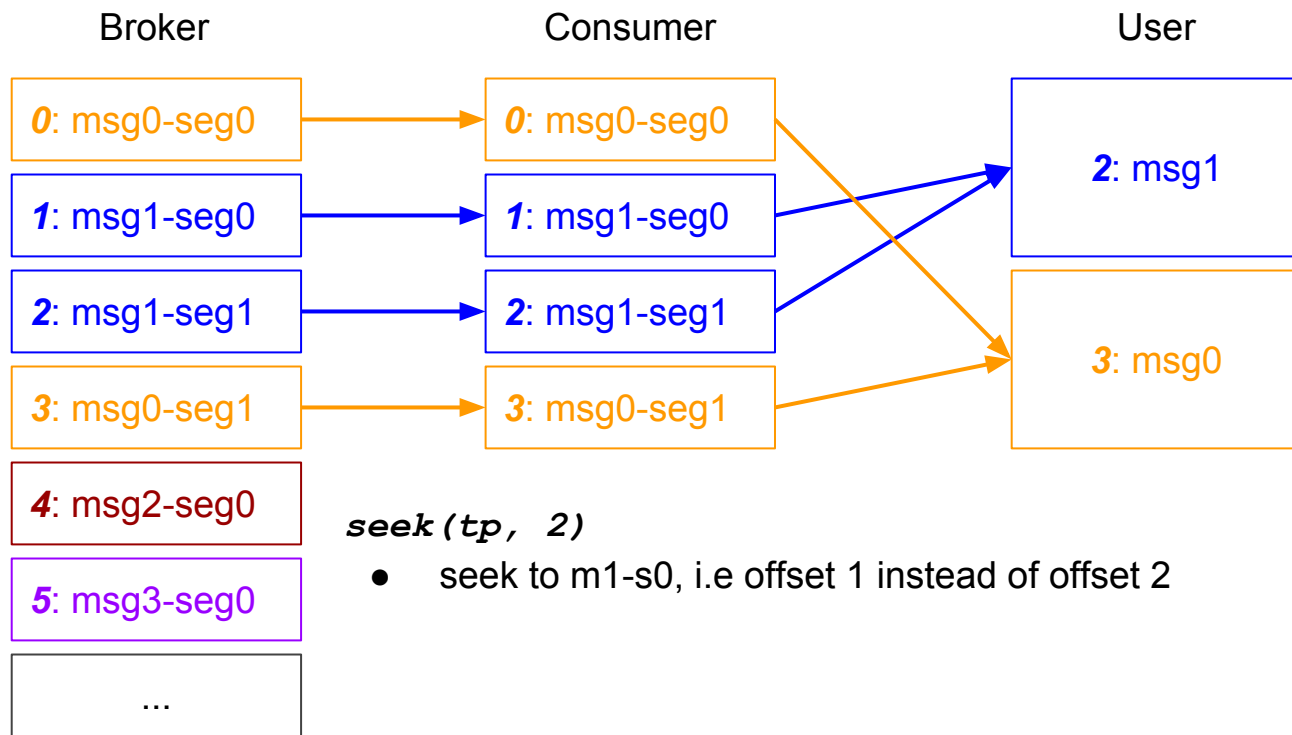 Broker
Consumer
User
0: msg0-seg0
0: msg0-seg0
1: msg1-seg0
1: msg1-seg0
2: msg1
2: msg1-seg1
2: msg1-seg1
3: msg0-seg1
3: msg0-seg1
3: msg0
4: msg2-seg0
5: msg3-seg0
...
seek(tp, 2)
● seek to m1-s0, i.e offset 1 instead of offset 2